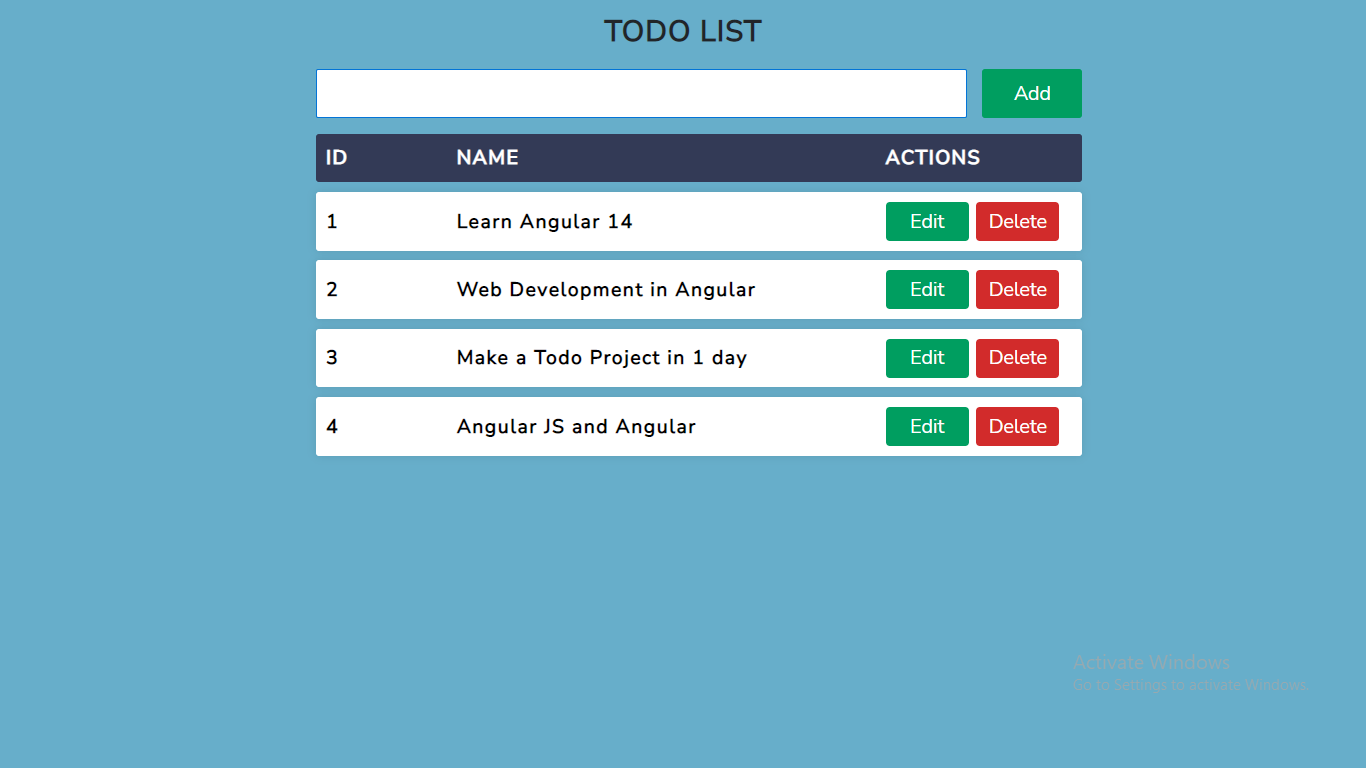 TODO LIST
Add
ID NAME ACTIONS
1 Learn Angular 14 Edit Delete
2 Web Development in Angular Edit Delete
3 Make a Todo Project in 1 day Edit Delete
4 Angular JS and Angular Edit Delete
Activate Windows
Go to Settings to activate Windows.